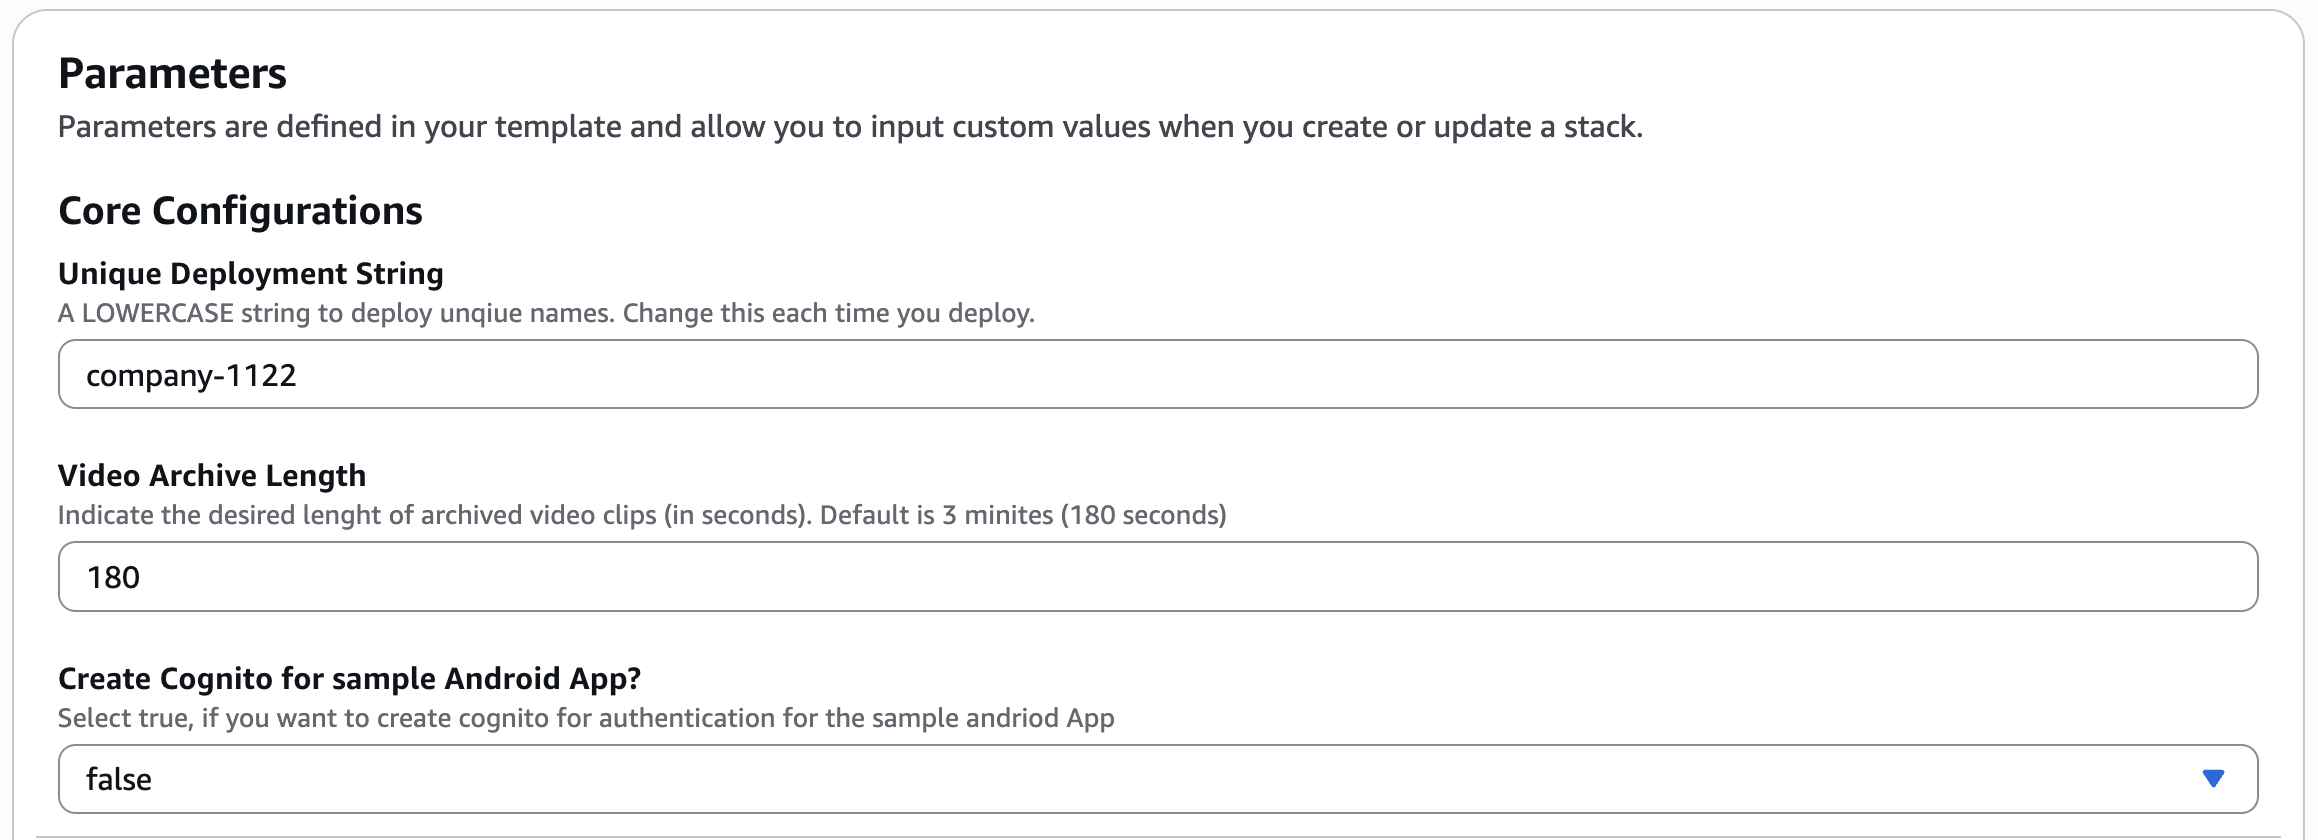 Parameters
Parameters are defined in your template and allow you to input custom values when you create or update a stack.
Core Configurations
Unique Deployment String
A LOWERCASE string to deploy unqiue names. Change this each time you deploy.
company-1122
Video Archive Length
Indicate the desired lenght of archived video clips (in seconds). Default is 3 minites (180 seconds)
180
Create Cognito for sample Android App?
Select true, if you want to create cognito for authentication for the sample andriod App
false